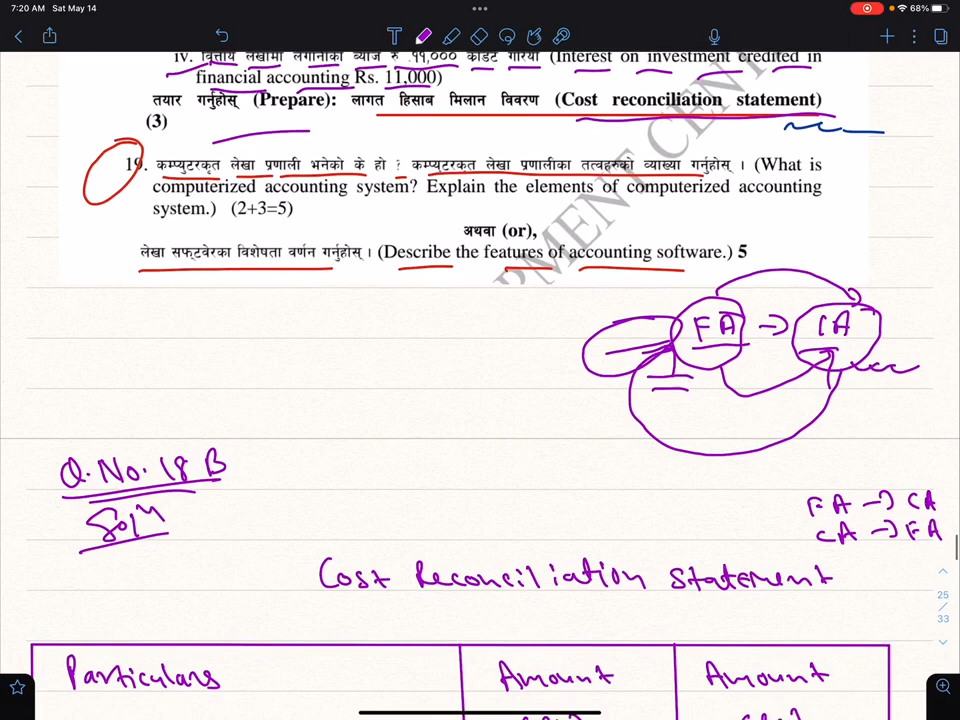 7:20 AM Sat May 14
68%
iv. वित्तीय लेखामा लगानीको ब्याज रु ११,००० क्रेडिट गरियो (Interest on investment credited in
financial accounting Rs. 11,000)
तयार गर्नुहोस् (Prepare): लागत हिसाब मिलान विवरण (Cost reconciliation statement)
(3)
19. कम्प्युटरकृत लेखा प्रणाली भनेको के हो ? कम्प्युटरकृत लेखा प्रणालीका तत्वहरुको व्याख्या गर्नुहोस् । (What is
computerized accounting system? Explain the elements of computerized accounting
system.) (2+3=5)
अथवा (or),
लेखा सफ्टवेरका विशेषता वर्णन गर्नुहोस् । (Describe the features of accounting software.) 5
MENT CEN
FA → CA
Q. No. 18 B
Solⁿ
FA → CA
CA → FA
Cost Reconciliation Statement
25
/
33
Particulars Amount Amount